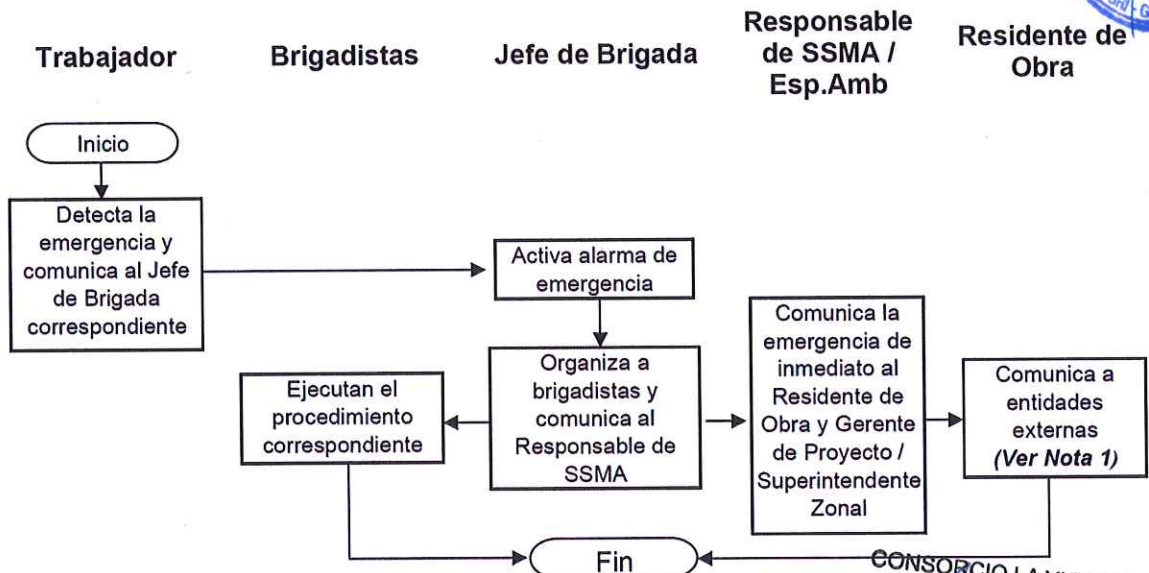 Trabajador
Brigadistas
Jefe de Brigada
Responsable
de SSMA /
Esp.Amb
Residente de
Obra
Inicio
Detecta la
emergencia y
comunica al Jefe
de Brigada
correspondiente
Activa alarma de
emergencia
Organiza a
brigadistas y
comunica al
Responsable de
SSMA
Ejecutan el
procedimiento
correspondiente
Comunica la
emergencia de
inmediato al
Residente de
Obra y Gerente
de Proyecto /
Superintendente
Zonal
Comunica a
entidades
externas
(Ver Nota 1)
Fin
CONSORCIO LA